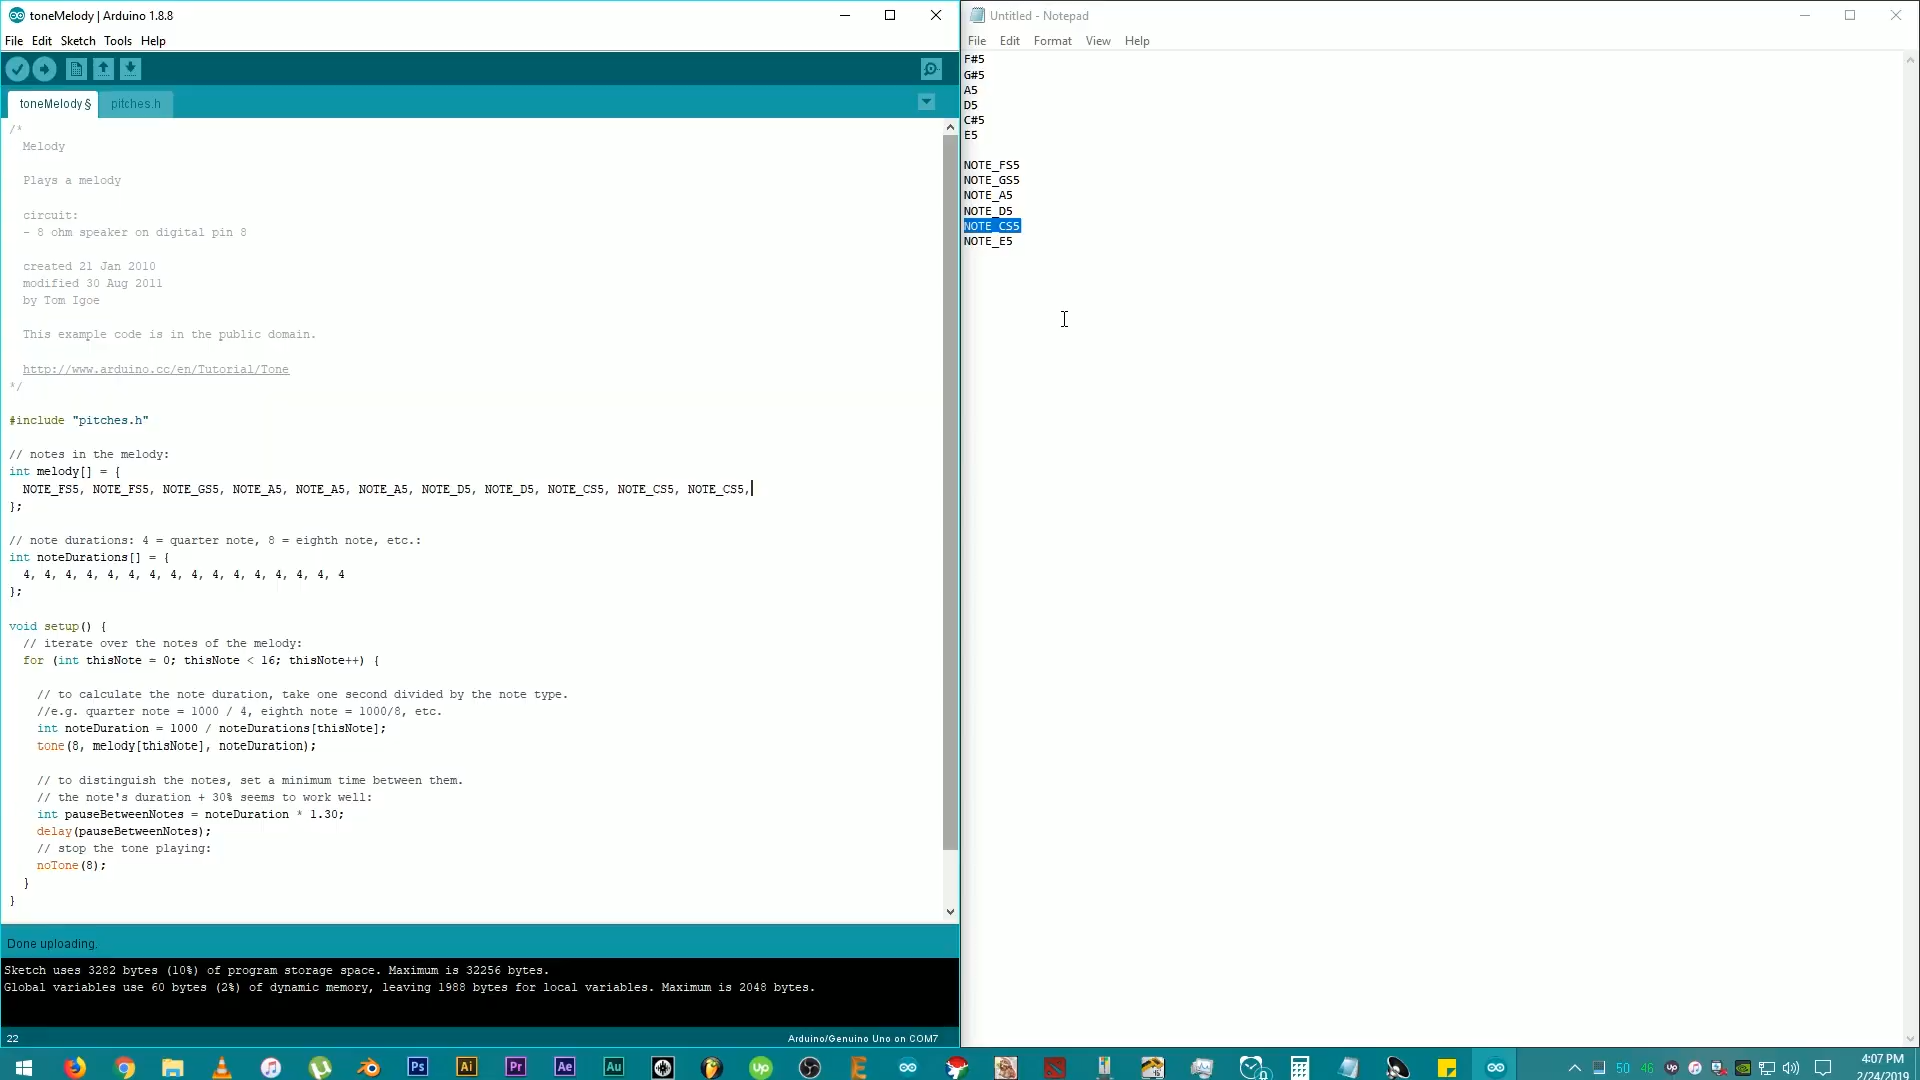 toneMelody | Arduino 1.8.8
File Edit Sketch Tools Help
toneMelody § pitches.h
/*
Melody
Plays a melody
circuit:
- 8 ohm speaker on digital pin 8
created 21 Jan 2010
modified 30 Aug 2011
by Tom Igoe
This example code is in the public domain.
http://www.arduino.cc/en/Tutorial/Tone
*/
#include "pitches.h"
// notes in the melody:
int melody[] = {
NOTE_FS5, NOTE_FS5, NOTE_GS5, NOTE_A5, NOTE_A5, NOTE_A5, NOTE_D5, NOTE_D5, NOTE_CS5, NOTE_CS5, NOTE_CS5,
};
// note durations: 4 = quarter note, 8 = eighth note, etc.:
int noteDurations[] = {
4, 4, 4, 4, 4, 4, 4, 4, 4, 4, 4, 4, 4, 4, 4, 4
};
void setup() {
// iterate over the notes of the melody:
for (int thisNote = 0; thisNote < 16; thisNote++) {
// to calculate the note duration, take one second divided by the note type.
//e.g. quarter note = 1000 / 4, eighth note = 1000/8, etc.
int noteDuration = 1000 / noteDurations[thisNote];
tone(8, melody[thisNote], noteDuration);
// to distinguish the notes, set a minimum time between them.
// the note's duration + 30% seems to work well:
int pauseBetweenNotes = noteDuration * 1.30;
delay(pauseBetweenNotes);
// stop the tone playing:
noTone(8);
}
}
Done uploading.
Sketch uses 3282 bytes (10%) of program storage space. Maximum is 32256 bytes.
Global variables use 60 bytes (2%) of dynamic memory, leaving 1988 bytes for local variables. Maximum is 2048 bytes.
22 Arduino/Genuino Uno on COM7
Untitled - Notepad
File Edit Format View Help
F#5
G#5
A5
D5
C#5
E5
NOTE_FS5
NOTE_GS5
NOTE_A5
NOTE_D5
NOTE_CS5
NOTE_E5
Ps Ai Pr Ae Au Up E 50 46 Up 4:07 PM
2/24/2019